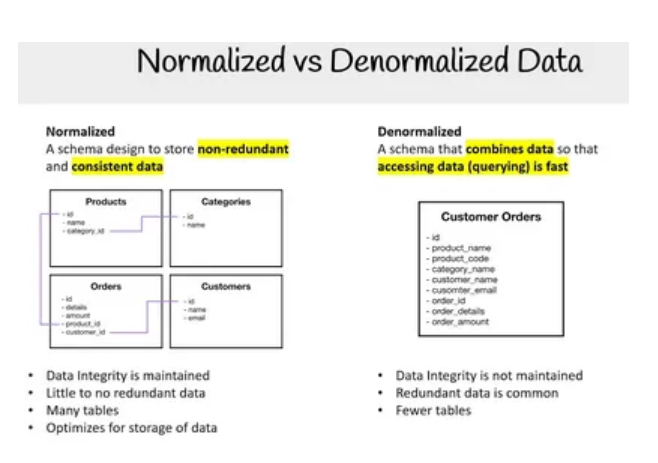 Normalized vs Denormalized Data
Normalized
A schema design to store non-redundant
and consistent data
Products
- id
- name
- category_id
Categories
- id
- name
Orders
- id
- details
- amount
- product_id
- customer_id
Customers
- id
- name
- email
• Data Integrity is maintained
• Little to no redundant data
• Many tables
• Optimizes for storage of data
Denormalized
A schema that combines data so that
accessing data (querying) is fast
Customer Orders
- id
- product_name
- product_code
- category_name
- customer_name
- cusomter_email
- order_id
- order_details
- order_amount
• Data Integrity is not maintained
• Redundant data is common
• Fewer tables